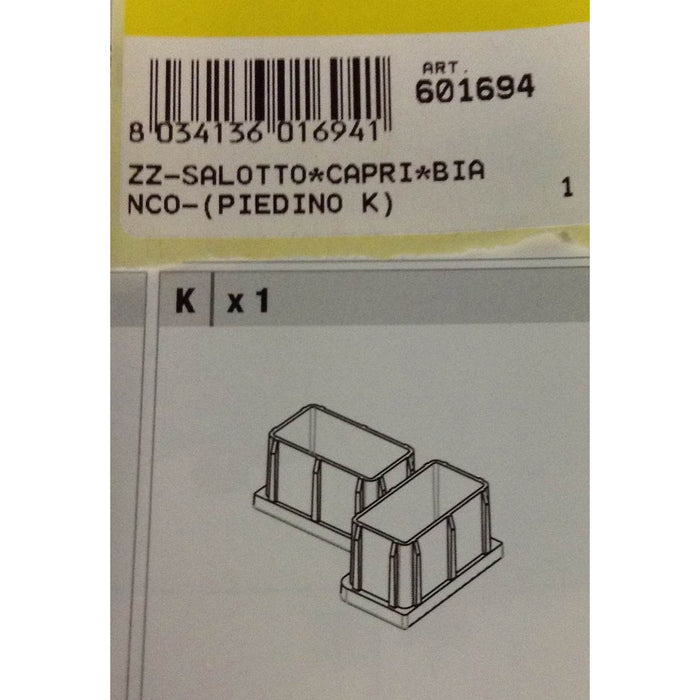 ART.
601694
8 034136 016941
ZZ-SALOTTO*CAPRI*BIA
NCO-(PIEDINO K)
1
K x 1